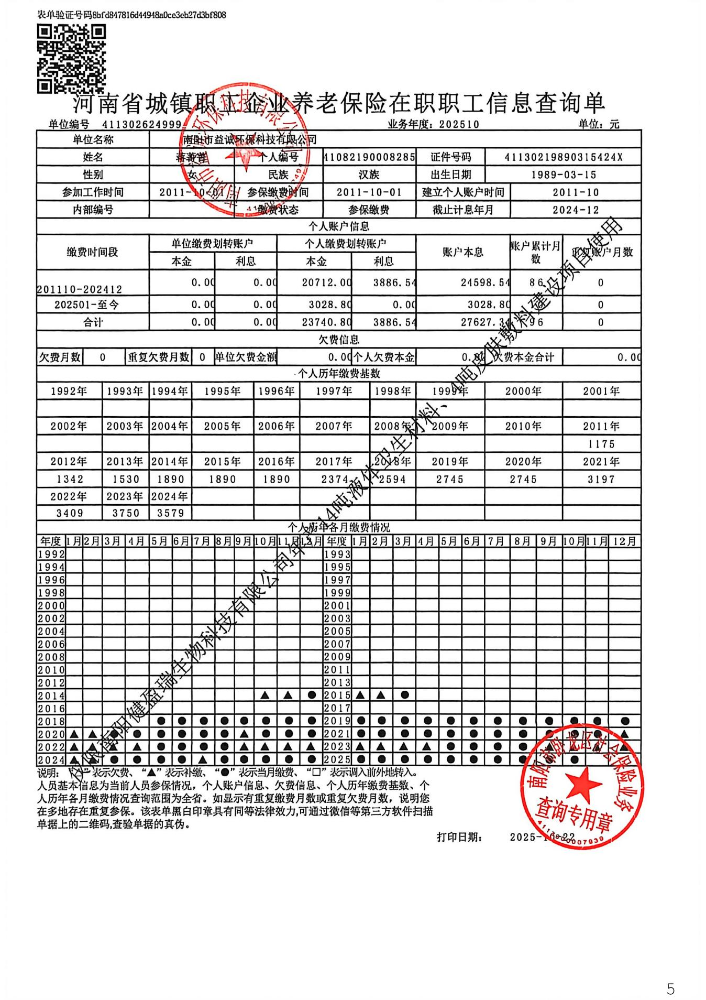 表单验证号码8bfd847816d44948a0ce3eb27d3bf808
河南省城镇职工企业养老保险在职职工信息查询单
单位编号 411302624999 业务年度：202510 单位：元
单位名称 南阳市益诚环保科技有限公司
姓名 个人编号 41082190008285 证件号码 41130219890315424X
性别 女 民族 汉族 出生日期 1989-03-15
参加工作时间 2011-10-01 参保缴费时间 2011-10-01 建立个人账户时间 2011-10
内部编号 缴费状态 参保缴费 截止计息年月 2024-12
个人账户信息
缴费时间段 单位缴费划转账户 个人缴费划转账户 账户本息 账户累计月数 重复账户月数
本金 利息 本金 利息
201110-202412 0.00 0.00 20712.00 3886.54 24598.54 86 0
202501-至今 0.00 0.00 3028.80 0.00 3028.80 0
合计 0.00 0.00 23740.80 3886.54 27627.34 96 0
欠费信息
欠费月数 0 重复欠费月数 0 单位欠费金额 0.00 个人欠费本金 0.00 欠费本金合计 0.00
个人历年缴费基数
1992年 1993年 1994年 1995年 1996年 1997年 1998年 1999年 2000年 2001年
2002年 2003年 2004年 2005年 2006年 2007年 2008年 2009年 2010年 2011年
1175
2012年 2013年 2014年 2015年 2016年 2017年 2018年 2019年 2020年 2021年
1342 1530 1890 1890 1890 2374 2594 2745 2745 3197
2022年 2023年 2024年
3409 3750 3579
个人历年各月缴费情况
年度 1月 2月 3月 4月 5月 6月 7月 8月 9月 10月 11月 12月 年度 1月 2月 3月 4月 5月 6月 7月 8月 9月 10月 11月 12月
1992 1993
1994 1995
1996 1997
1998 1999
2000 2001
2002 2003
2004 2005
2006 2007
2008 2009
2010 2011
2012 2013
2014 ▲ ▲ ● 2015 ▲ ▲ ●
2016 2017
2018 ● ● ● ● ● ● ● ● 2019 ● ● ● ● ● ● ● ● ● ● ● ●
2020 ▲ ▲ ● ● ● ● ● ● ▲ ● ● ● 2021 ● ● ● ● ● ● ● ● ● ● ● ▲
2022 ▲ ▲ ▲ ▲ ● ● ● ● ▲ ▲ ▲ ▲ 2023 ▲ ▲ ▲ ▲ ● ● ● ● ▲ ● ▲ ▲
2024 ▲ ▲ ● ● ● ● ▲ ● ● ● ● ● 2025 ● ● ● ● ● ● ● ● ● ●
说明： “ ”表示欠费、“▲”表示补缴、“●”表示当月缴费、“□”表示调入前外地转入。
人员基本信息为当前人员参保情况，个人账户信息、欠费信息、个人历年缴费基数、个
人历年各月缴费情况查询范围为全省。如显示有重复缴费月数或重复欠费月数，说明您
在多地存在重复参保。该表单黑白印章具有同等法律效力,可通过微信等第三方软件扫描
单据上的二维码,查验单据的真伪。
打印日期： 2025-10-22
仅限南阳健盈瑞生物科技有限公司年产14吨液体卫生材料、4吨皮肤敷料建设项目使用
南阳市益诚环保科技有限公司
南阳市卧龙区社会保险业务
查询专用章
5